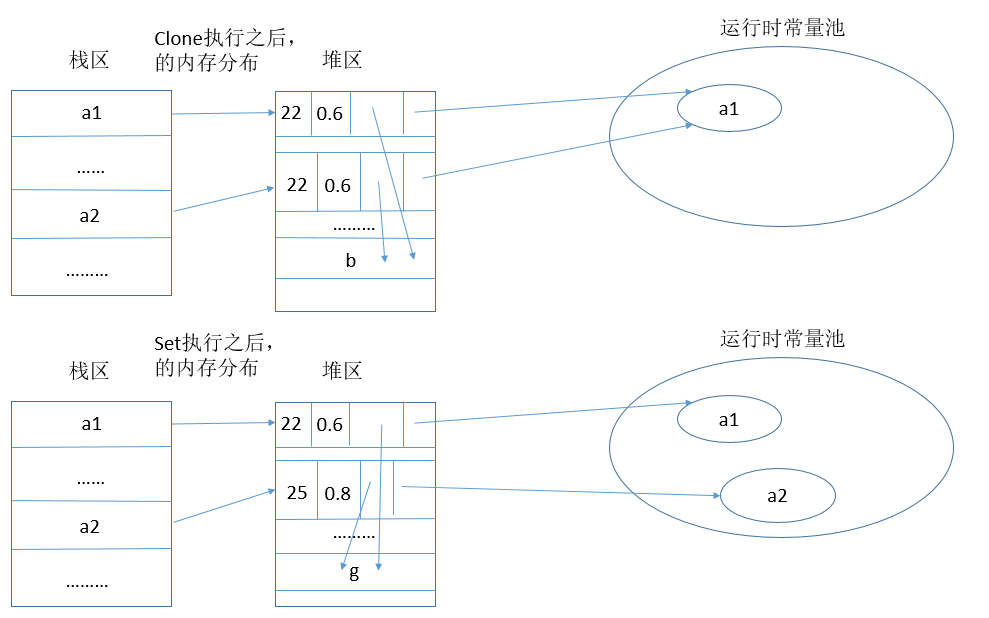 运行时常量池
Clone执行之后,
的内存分布
栈区
堆区
a1
22
0.6
a1
……
22
0.6
a2
………
b
………
运行时常量池
Set执行之后,
的内存分布
栈区
堆区
a1
22
0.6
a1
……
25
0.8
a2
a2
………
g
………